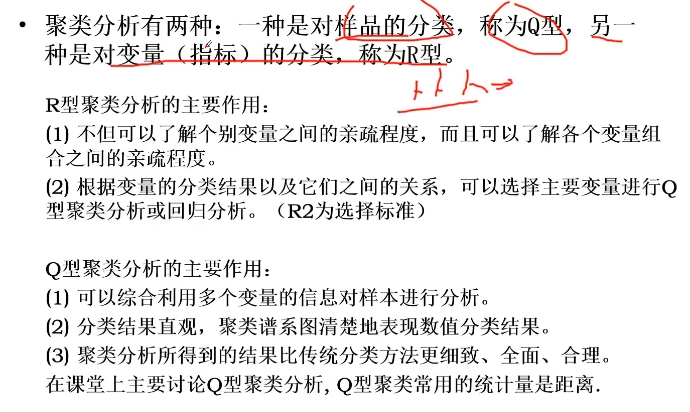 • 聚类分析有两种：一种是对样品的分类，称为Q型，另一
种是对变量（指标）的分类，称为R型。
R型聚类分析的主要作用：
(1) 不但可以了解个别变量之间的亲疏程度，而且可以了解各个变量组
合之间的亲疏程度。
(2) 根据变量的分类结果以及它们之间的关系，可以选择主要变量进行Q
型聚类分析或回归分析。（R2为选择标准）
Q型聚类分析的主要作用：
(1) 可以综合利用多个变量的信息对样本进行分析。
(2) 分类结果直观，聚类谱系图清楚地表现数值分类结果。
(3) 聚类分析所得到的结果比传统分类方法更细致、全面、合理。
在课堂上主要讨论Q型聚类分析, Q型聚类常用的统计量是距离.